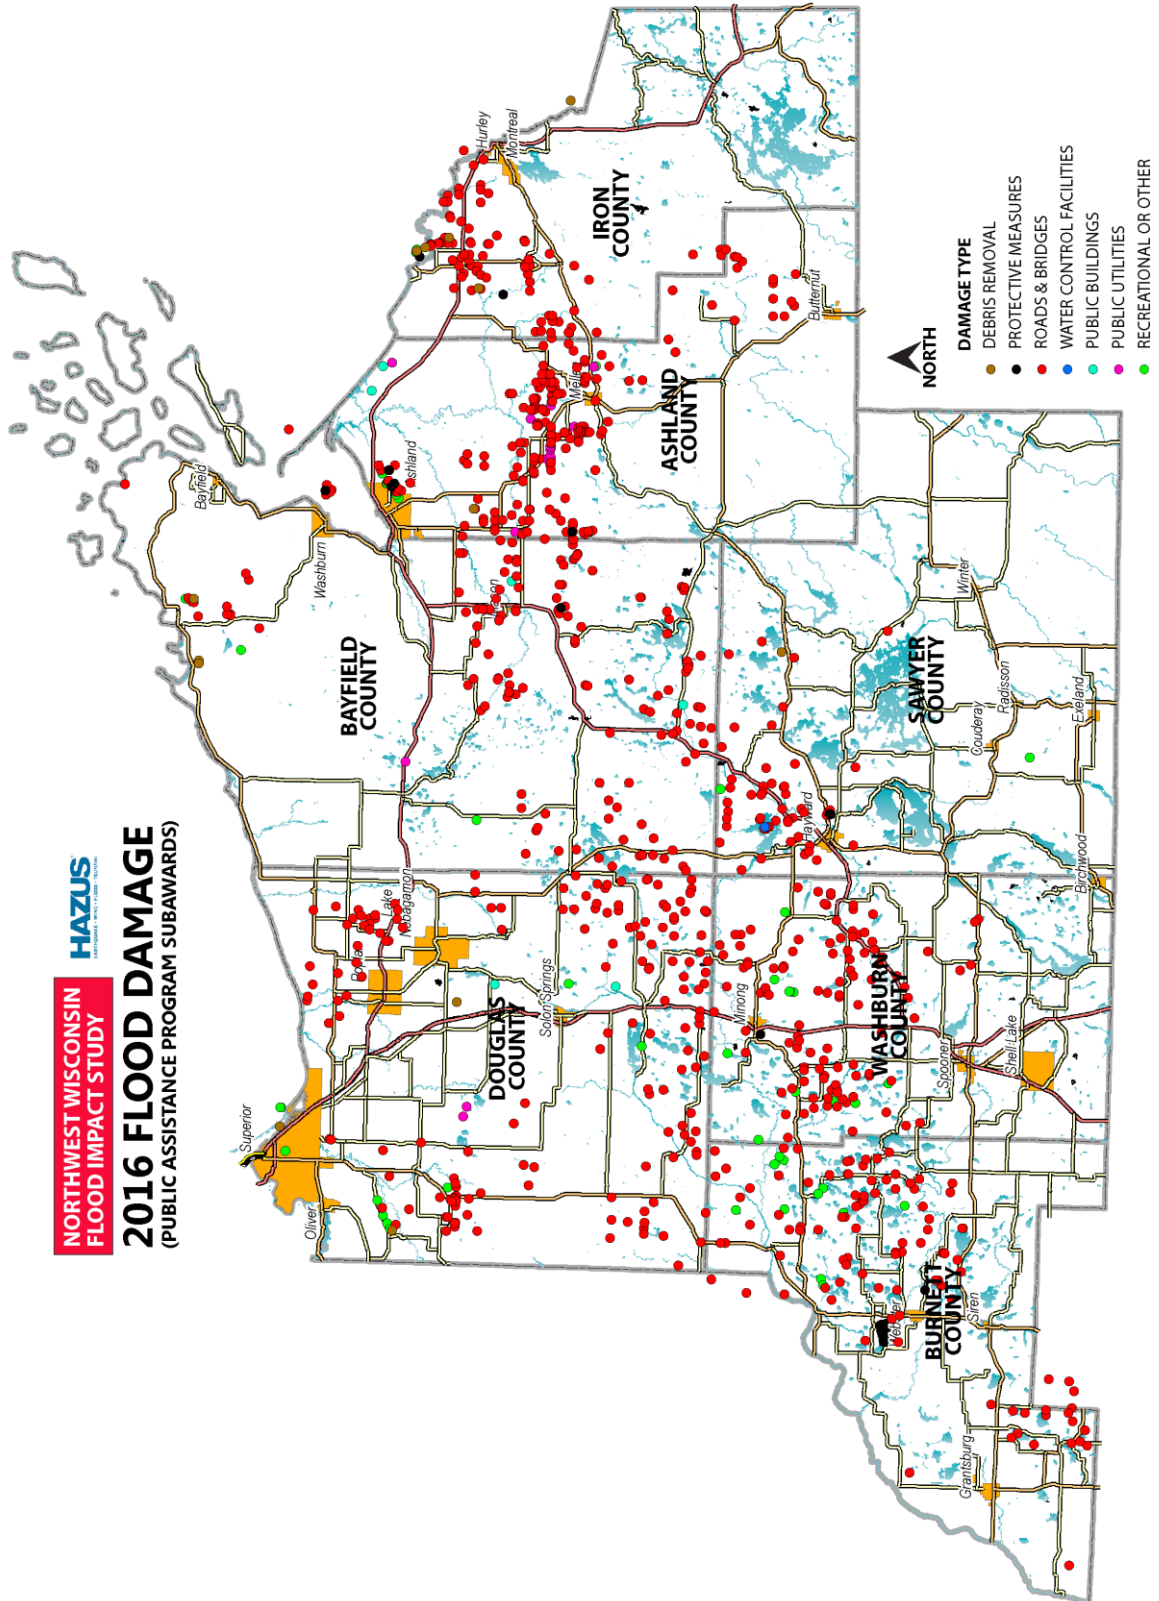 NORTHWEST WISCONSIN
FLOOD IMPACT STUDY
HAZUS
2016 FLOOD DAMAGE
(PUBLIC ASSISTANCE PROGRAM SUBAWARDS)
Superior
Oliver
Lake
Nebagamon
Solon Springs
DOUGLAS
COUNTY
BAYFIELD
COUNTY
Bayfield
Washburn
Ashland
Hurley
Montreal
IRON
COUNTY
ASHLAND
COUNTY
Butternut
Minong
Hayward
WASHBURN
COUNTY
Spooner
Shell Lake
Birchwood
SAWYER
COUNTY
Couderay
Radisson
Winter
Exeland
BURNETT
COUNTY
Webster
Siren
Grantsburg
NORTH
DAMAGE TYPE
DEBRIS REMOVAL
PROTECTIVE MEASURES
ROADS & BRIDGES
WATER CONTROL FACILITIES
PUBLIC BUILDINGS
PUBLIC UTILITIES
RECREATIONAL OR OTHER